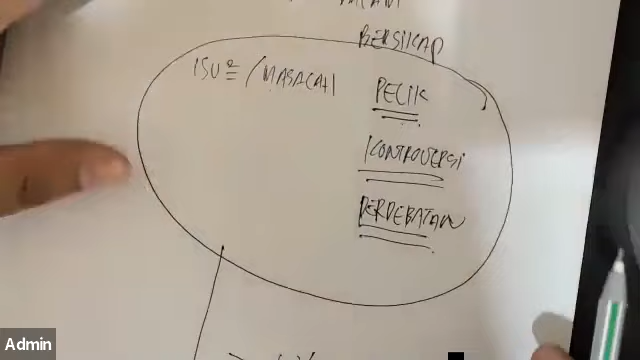 BERSIKAP
ISU² / MASALAH
PELIK
KONTROVERSI
PERDEBATAN
Admin